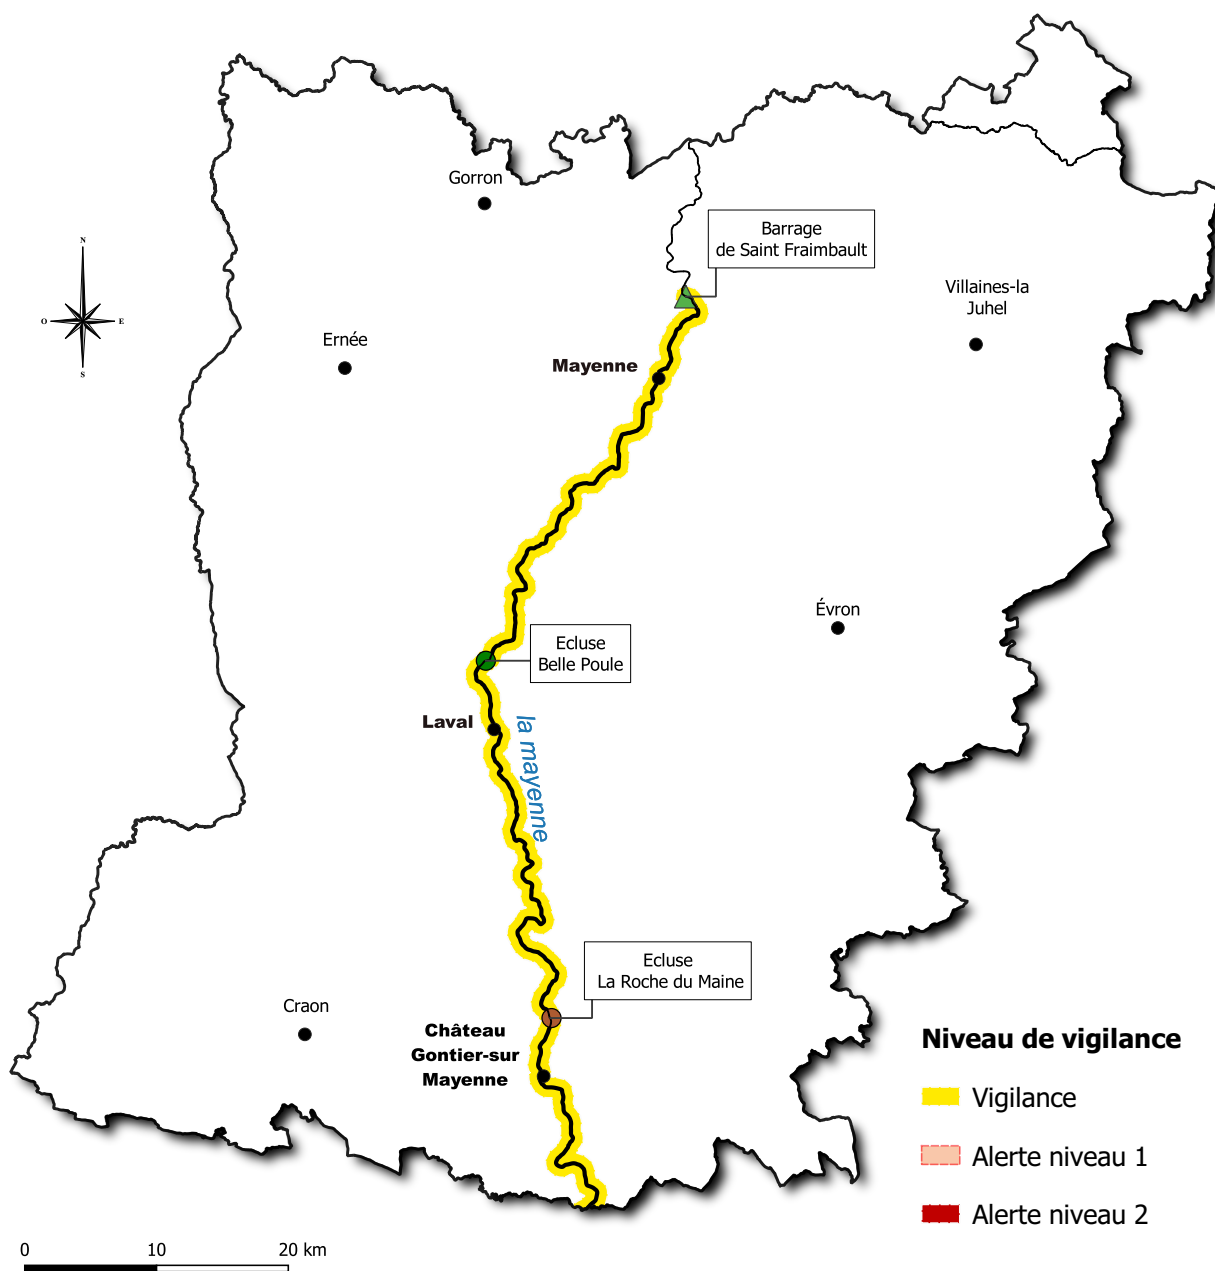 Gorron
Barrage
de Saint Fraimbault
N
O
E
S
Villaines-la
Juhel
Ernée
Mayenne
Évron
Ecluse
Belle Poule
Laval
la mayenne
Ecluse
La Roche du Maine
Craon
Château
Gontier-sur
Mayenne
Niveau de vigilance
Vigilance
Alerte niveau 1
Alerte niveau 2
0 10 20 km